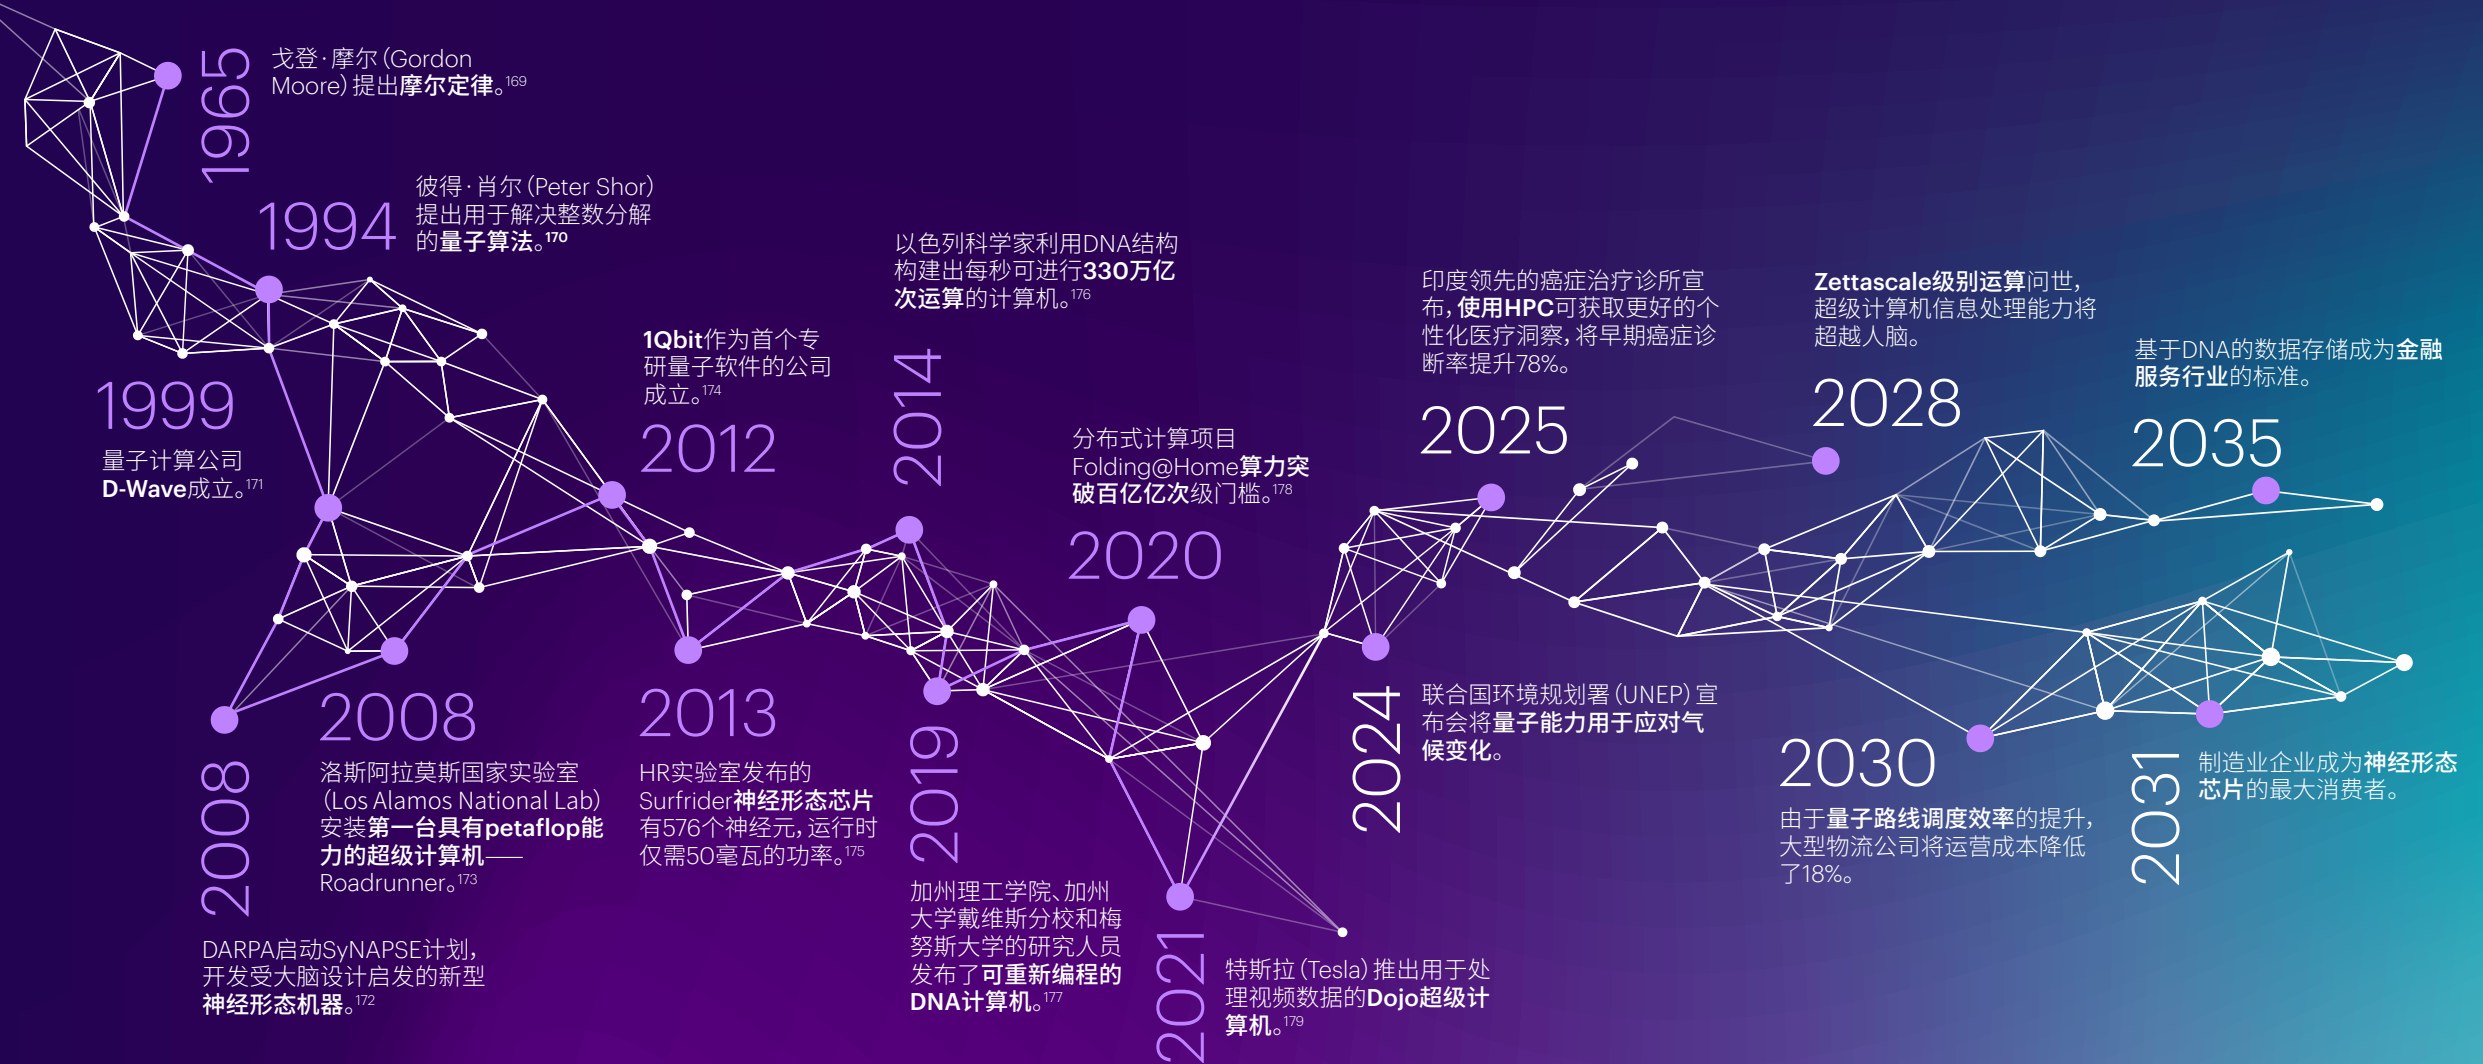 1965
戈登·摩尔（Gordon
Moore）提出摩尔定律。169
1994
彼得·肖尔（Peter Shor）
提出用于解决整数分解
的量子算法。170
1999
量子计算公司
D-Wave成立。171
2008
DARPA启动SyNAPSE计划，
开发受大脑设计启发的新型
神经形态机器。172
2008
洛斯阿拉莫斯国家实验室
（Los Alamos National Lab）
安装第一台具有petaflop能
力的超级计算机——
Roadrunner。173
1Qbit作为首个专
研量子软件的公司
成立。174
2012
2013
HR实验室发布的
Surfrider神经形态芯片
有576个神经元，运行时
仅需50毫瓦的功率。175
以色列科学家利用DNA结构
构建出每秒可进行330万亿
次运算的计算机。176
2014
2019
加州理工学院、加州
大学戴维斯分校和梅
努斯大学的研究人员
发布了可重新编程的
DNA计算机。177
分布式计算项目
Folding@Home算力突
破百亿亿次级门槛。178
2020
2021
特斯拉（Tesla）推出用于处
理视频数据的Dojo超级计
算机。179
2024
联合国环境规划署（UNEP）宣
布会将量子能力用于应对气
候变化。
印度领先的癌症治疗诊所宣
布，使用HPC可获取更好的个
性化医疗洞察，将早期癌症诊
断率提升78%。
2025
Zettascale级别运算问世，
超级计算机信息处理能力将
超越人脑。
2028
2030
由于量子路线调度效率的提升，
大型物流公司将运营成本降低
了18%。
2031
制造业企业成为神经形态
芯片的最大消费者。
基于DNA的数据存储成为金融
服务行业的标准。
2035